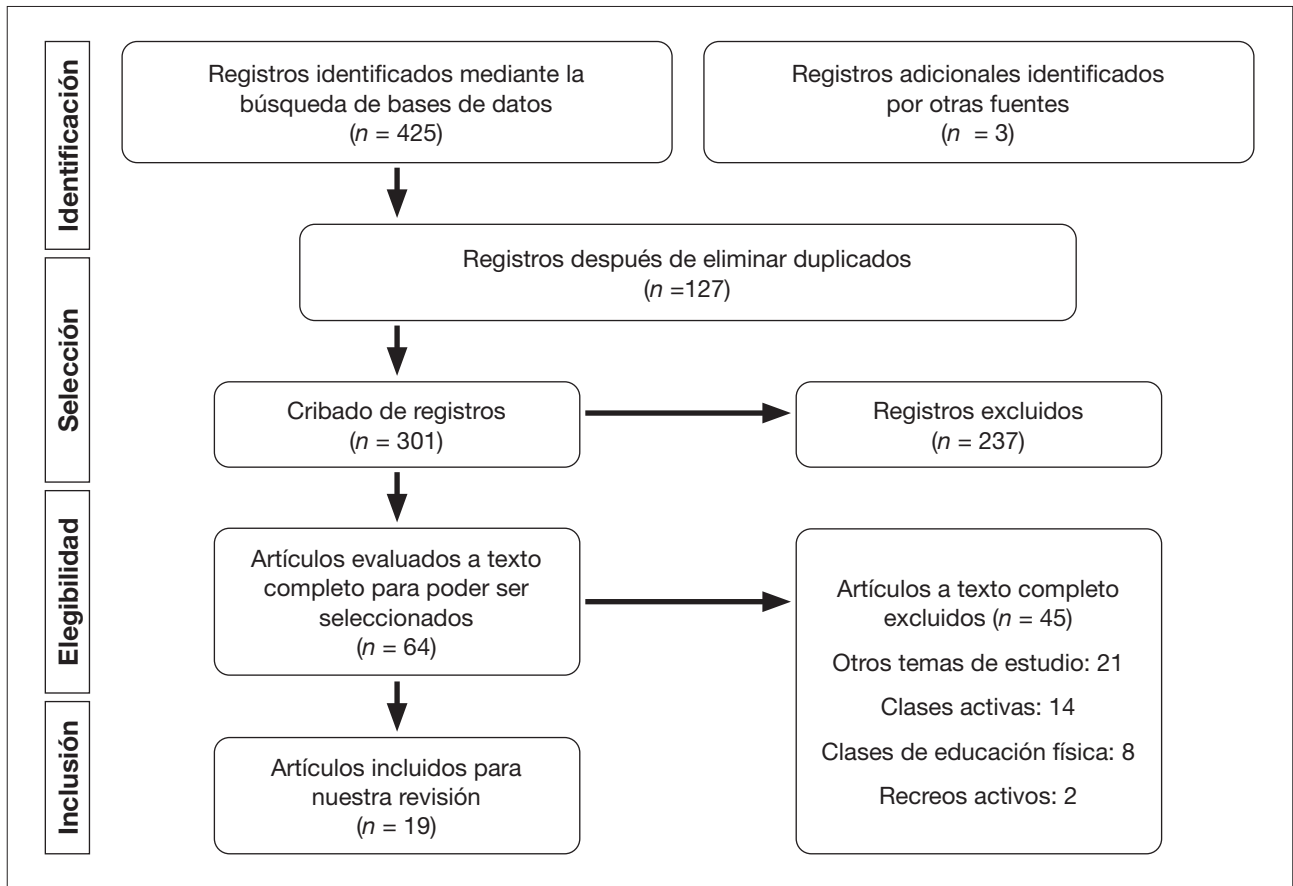 Identificación
Registros identificados mediante la
búsqueda de bases de datos
(n = 425)
Registros adicionales identificados
por otras fuentes
(n = 3)
Registros después de eliminar duplicados
(n =127)
Selección
Cribado de registros
(n = 301)
Registros excluidos
(n = 237)
Elegibilidad
Artículos evaluados a texto
completo para poder ser
seleccionados
(n = 64)
Artículos a texto completo
excluidos (n = 45)
Otros temas de estudio: 21
Clases activas: 14
Clases de educación física: 8
Recreos activos: 2
Inclusión
Artículos incluidos para
nuestra revisión
(n = 19)